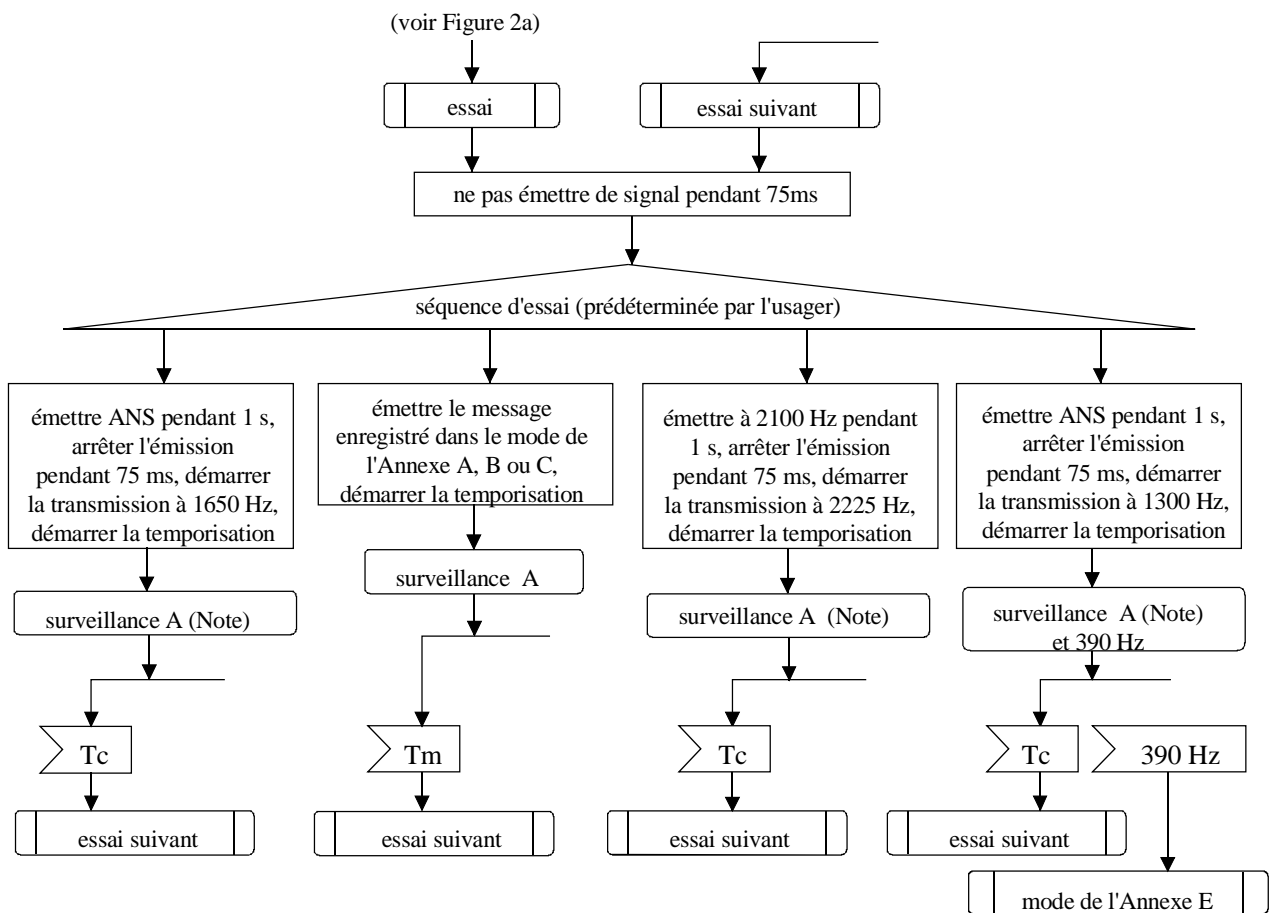 (voir Figure 2a)
essai
essai suivant
ne pas émettre de signal pendant 75ms
séquence d'essai (prédéterminée par l'usager)
émettre ANS pendant 1 s,
arrêter l'émission
pendant 75 ms, démarrer
la transmission à 1650 Hz,
démarrer la temporisation
émettre le message
enregistré dans le mode de
l'Annexe A, B ou C,
démarrer la temporisation
émettre à 2100 Hz pendant
1 s, arrêter l'émission
pendant 75 ms, démarrer
la transmission à 2225 Hz,
démarrer la temporisation
émettre ANS pendant 1 s,
arrêter l'émission
pendant 75 ms, démarrer
la transmission à 1300 Hz,
démarrer la temporisation
surveillance A (Note)
surveillance A
surveillance A (Note)
surveillance A (Note)
et 390 Hz
Tc
Tm
Tc
Tc
390 Hz
essai suivant
essai suivant
essai suivant
essai suivant
mode de l'Annexe E